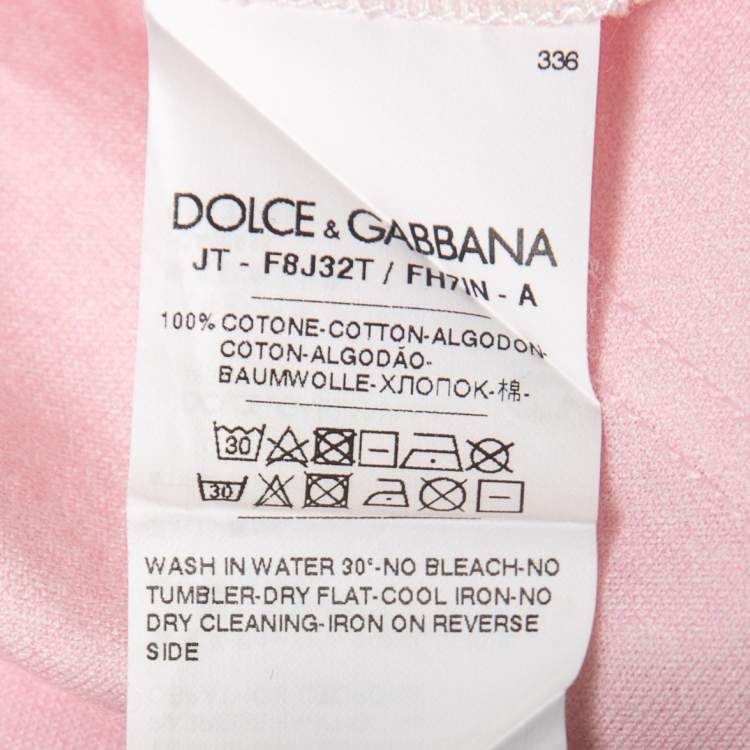 336
DOLCE & GABBANA
JT - F8J32T / FH7IN - A
100% COTONE-COTTON-ALGODON-
COTON-ALGODÃO-
BAUMWOLLE-ХЛОПОК-棉-
30
30
WASH IN WATER 30°-NO BLEACH-NO
TUMBLER-DRY FLAT-COOL IRON-NO
DRY CLEANING-IRON ON REVERSE
SIDE